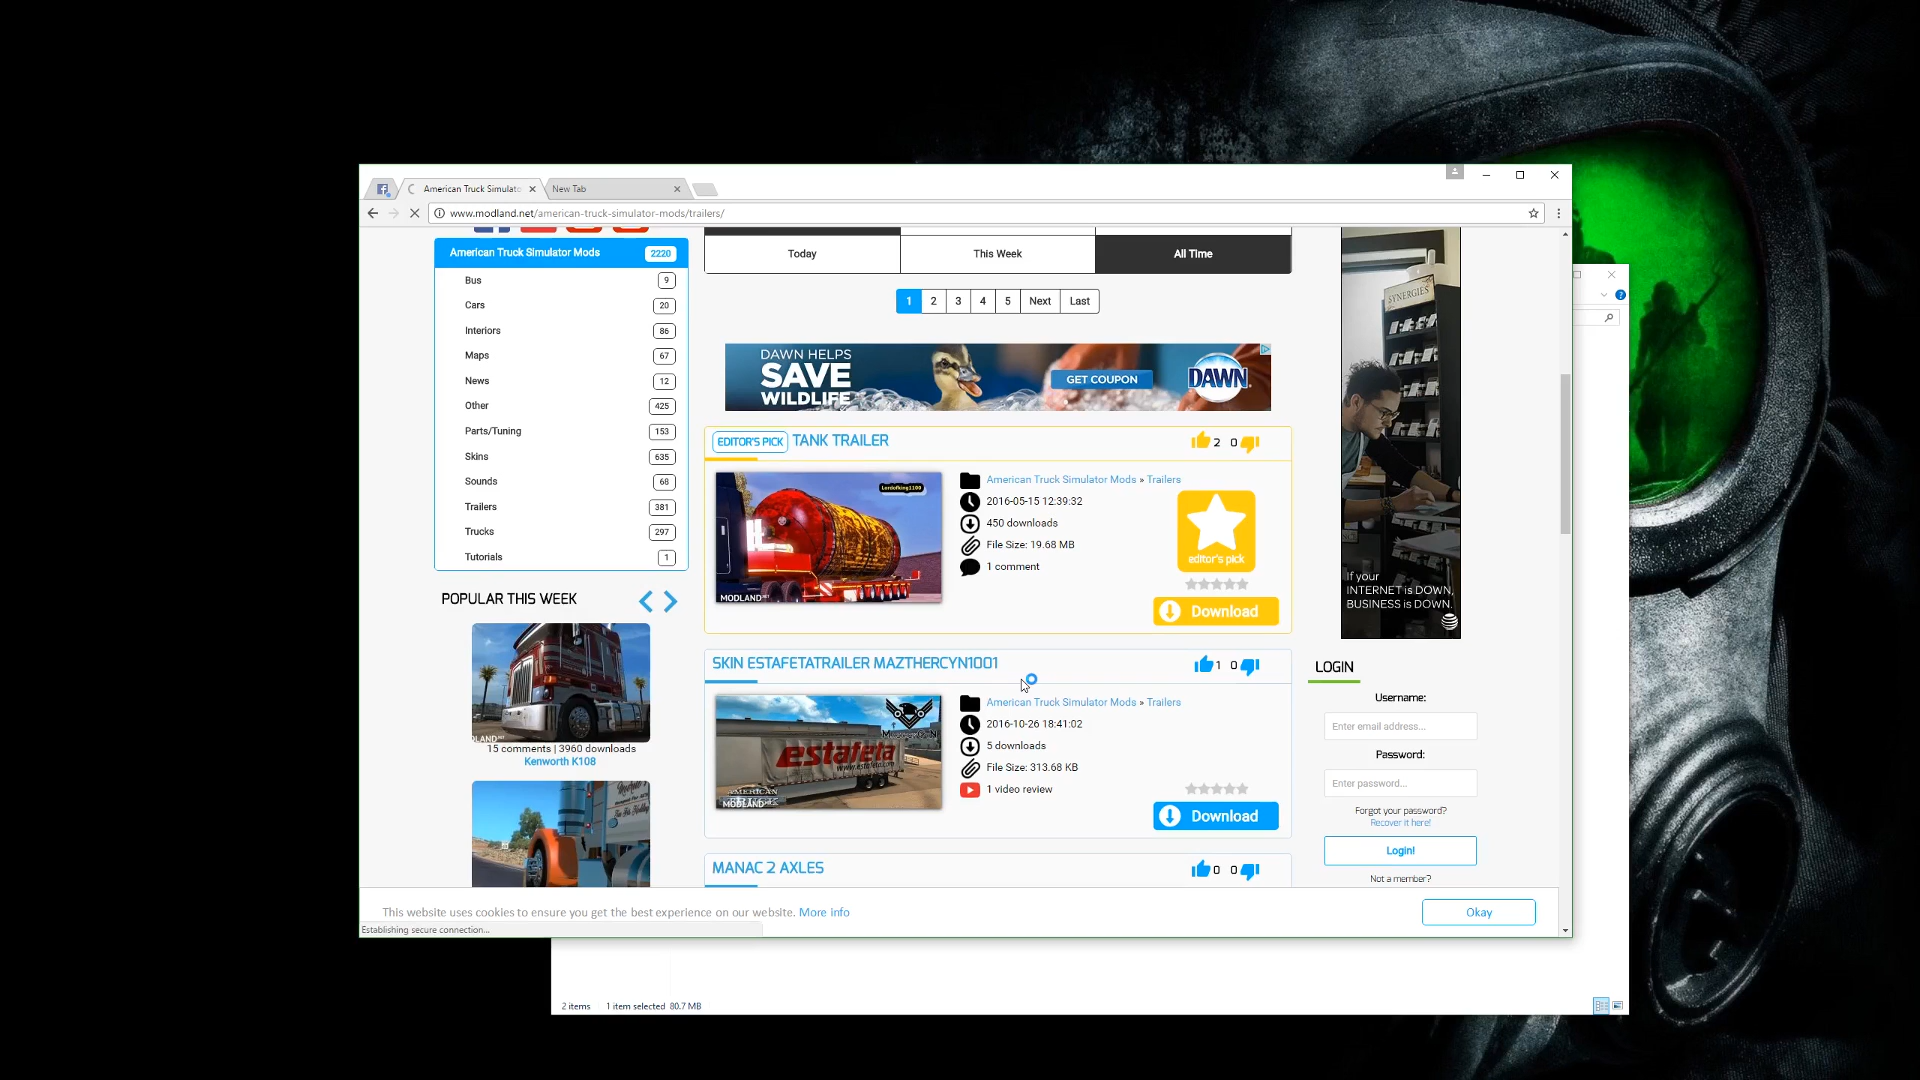 American Truck Simulato
New Tab
www.modland.net/american-truck-simulator-mods/trailers/
American Truck Simulator Mods 2220
Bus 9
Cars 20
Interiors 86
Maps 67
News 12
Other 425
Parts/Tuning 153
Skins 635
Sounds 68
Trailers 381
Trucks 297
Tutorials 1
POPULAR THIS WEEK
15 comments | 3960 downloads
Kenworth K108
Today This Week All Time
1 2 3 4 5 Next Last
DAWN HELPS
SAVE
WILDLIFE
GET COUPON
DAWN
EDITOR'S PICK TANK TRAILER 2 0
Lordofking1100
MODLAND
American Truck Simulator Mods » Trailers
2016-05-15 12:39:32
450 downloads
File Size: 19.68 MB
1 comment
editor's pick
Download
SKIN ESTAFETATRAILER MAZTHERCYN1001 1 0
estafeta
www.estafeta.com
AMERICAN
MODLAND
American Truck Simulator Mods » Trailers
2016-10-26 18:41:02
5 downloads
File Size: 313.68 KB
1 video review
Download
MANAC 2 AXLES 0 0
SYNERGIES
If your
INTERNET is DOWN,
BUSINESS is DOWN.
LOGIN
Username:
Enter email address...
Password:
Enter password...
Forgot your password?
Recover it here!
Login!
Not a member?
This website uses cookies to ensure you get the best experience on our website. More info
Okay
Establishing secure connection...
2 items 1 item selected 80.7 MB